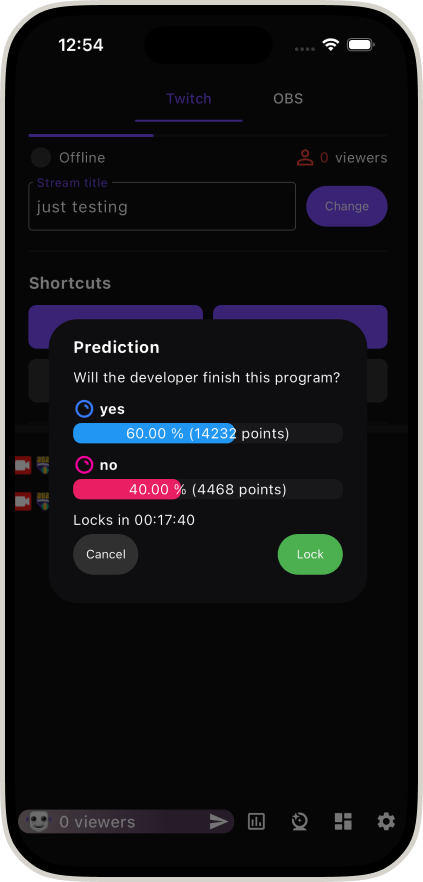 12:54
Twitch
OBS
Offline
0 viewers
Stream title
just testing
Change
Shortcuts
Prediction
Will the developer finish this program?
yes
60.00 % (14232 points)
no
40.00 % (4468 points)
Locks in 00:17:40
Cancel
Lock
0 viewers